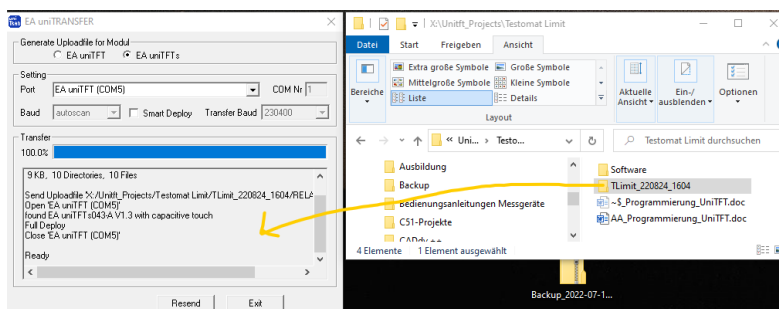 EA uniTRANSFER
Generate Uploadfile for Modul
EA uniTFT
EA uniTFTs
Setting
Port
EA uniTFT (COM5)
COM Nr
1
Baud
autoscan
Smart Deploy
Transfer Baud
230400
Transfer
100.0%
9 KB, 10 Directories, 10 Files
Send Uploadfile 'X:/Unitft_Projects/Testomat Limit/TLimit_220824_1604/RELA
Open 'EA uniTFT (COM5)'
found EA uniTFTs043-A V1.3 with capacitive touch
Full Deploy
Close 'EA uniTFT (COM5)'
Ready
Resend
Exit
X:\Unitft_Projects\Testomat Limit
Datei
Start
Freigeben
Ansicht
Bereiche
Extra große Symbole
Große Symbole
Mittelgroße Symbole
Kleine Symbole
Liste
Details
Layout
Aktuelle
Ansicht
Ein-/
ausblenden
Optionen
« Uni... › Testo...
Testomat Limit durchsuchen
Ausbildung
Backup
Bedienungsanleitungen Messgeräte
C51-Projekte
CADdy ++
Software
TLimit_220824_1604
~$_Programmierung_UniTFT.doc
AA_Programmierung_UniTFT.doc
4 Elemente
1 Element ausgewählt
Backup_2022-07-1...